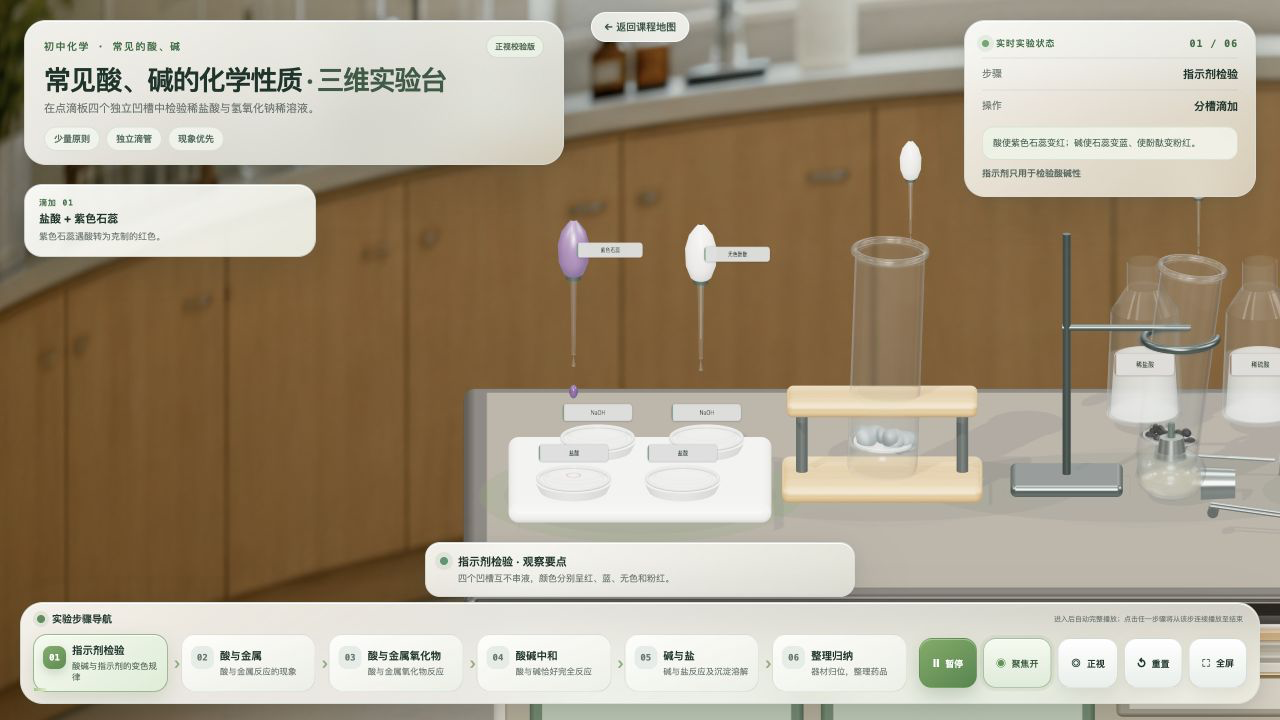 初中化学 · 常见的酸、碱
正视校验版
常见酸、碱的化学性质·三维实验台
在点滴板四个独立凹槽中检验稀盐酸与氢氧化钠稀溶液。
少量原则
独立滴管
现象优先
← 返回课程地图
实时实验状态
01 / 06
步骤
指示剂检验
操作
分槽滴加
酸使紫色石蕊变红；碱使石蕊变蓝、使酚酞变粉红。
指示剂只用于检验酸碱性
滴加 01
盐酸 + 紫色石蕊
紫色石蕊遇酸转为克制的红色。
紫色石蕊
无色酚酞
稀盐酸
稀硫酸
NaOH
NaOH
盐酸
盐酸
指示剂检验 · 观察要点
四个凹槽互不串液，颜色分别呈红、蓝、无色和粉红。
实验步骤导航
进入后自动完整播放；点击任一步骤将从该步连续播放至结束
01
指示剂检验
酸碱与指示剂的变色规
律
02
酸与金属
酸与金属反应的现象
03
酸与金属氧化物
酸与金属氧化物反应
04
酸碱中和
酸与碱恰好完全反应
05
碱与盐
碱与盐反应及沉淀溶解
06
整理归纳
器材归位，整理药品
暂停
聚焦开
正视
重置
全屏